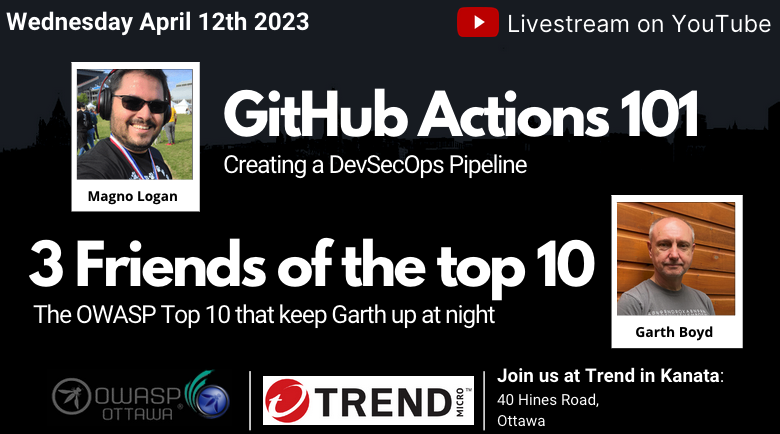 Wednesday April 12th 2023
Livestream on YouTube
GitHub Actions 101
Creating a DevSecOps Pipeline
Magno Logan
3 Friends of the top 10
The OWASP Top 10 that keep Garth up at night
Garth Boyd
OWASP
OTTAWA
®
TREND
MICRO
™
Join us at Trend in Kanata:
40 Hines Road,
Ottawa